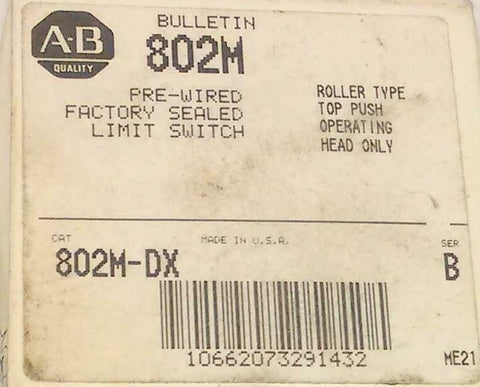 A-B
QUALITY
BULLETIN
802M
PRE-WIRED
FACTORY SEALED
LIMIT SWITCH
ROLLER TYPE
TOP PUSH
OPERATING
HEAD ONLY
CAT
MADE IN U.S.A.
SER
802M-DX
B
10662073291432
ME21